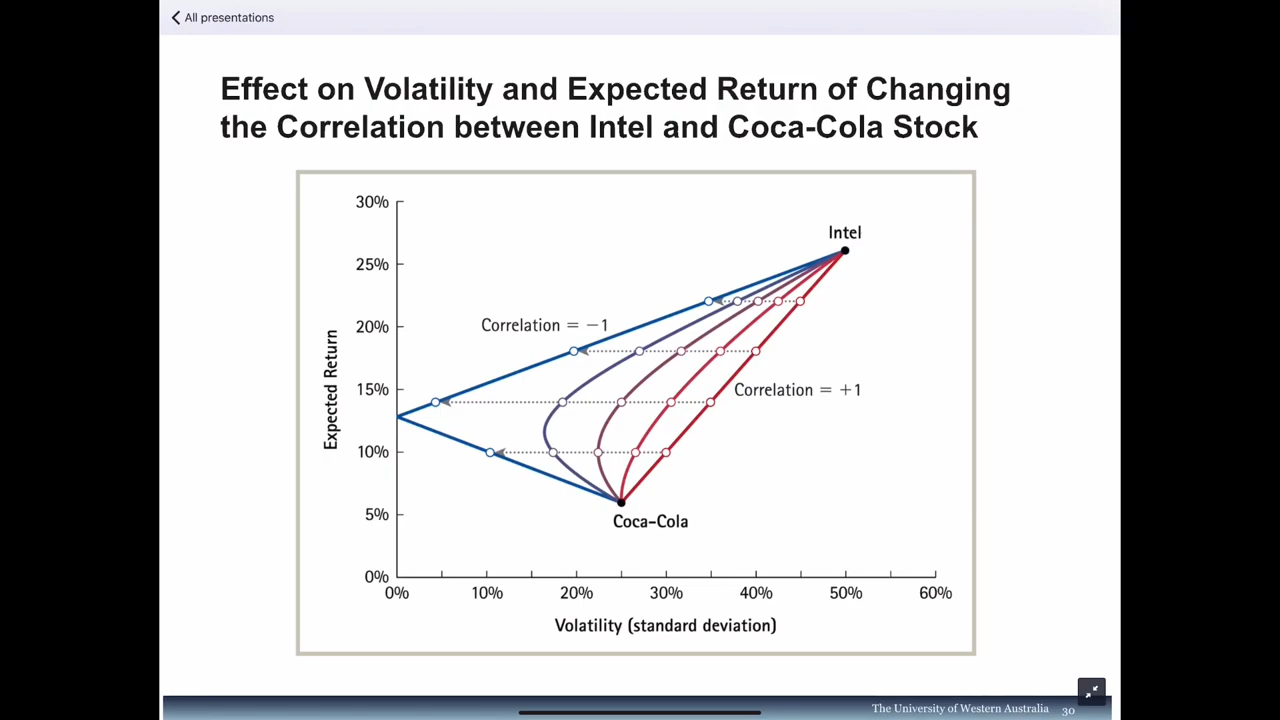 All presentations
Effect on Volatility and Expected Return of Changing
the Correlation between Intel and Coca-Cola Stock
30%
25%
20%
15%
10%
5%
0%
Expected Return
Intel
Correlation = −1
Correlation = +1
Coca-Cola
0%
10%
20%
30%
40%
50%
60%
Volatility (standard deviation)
The University of Western Australia
30